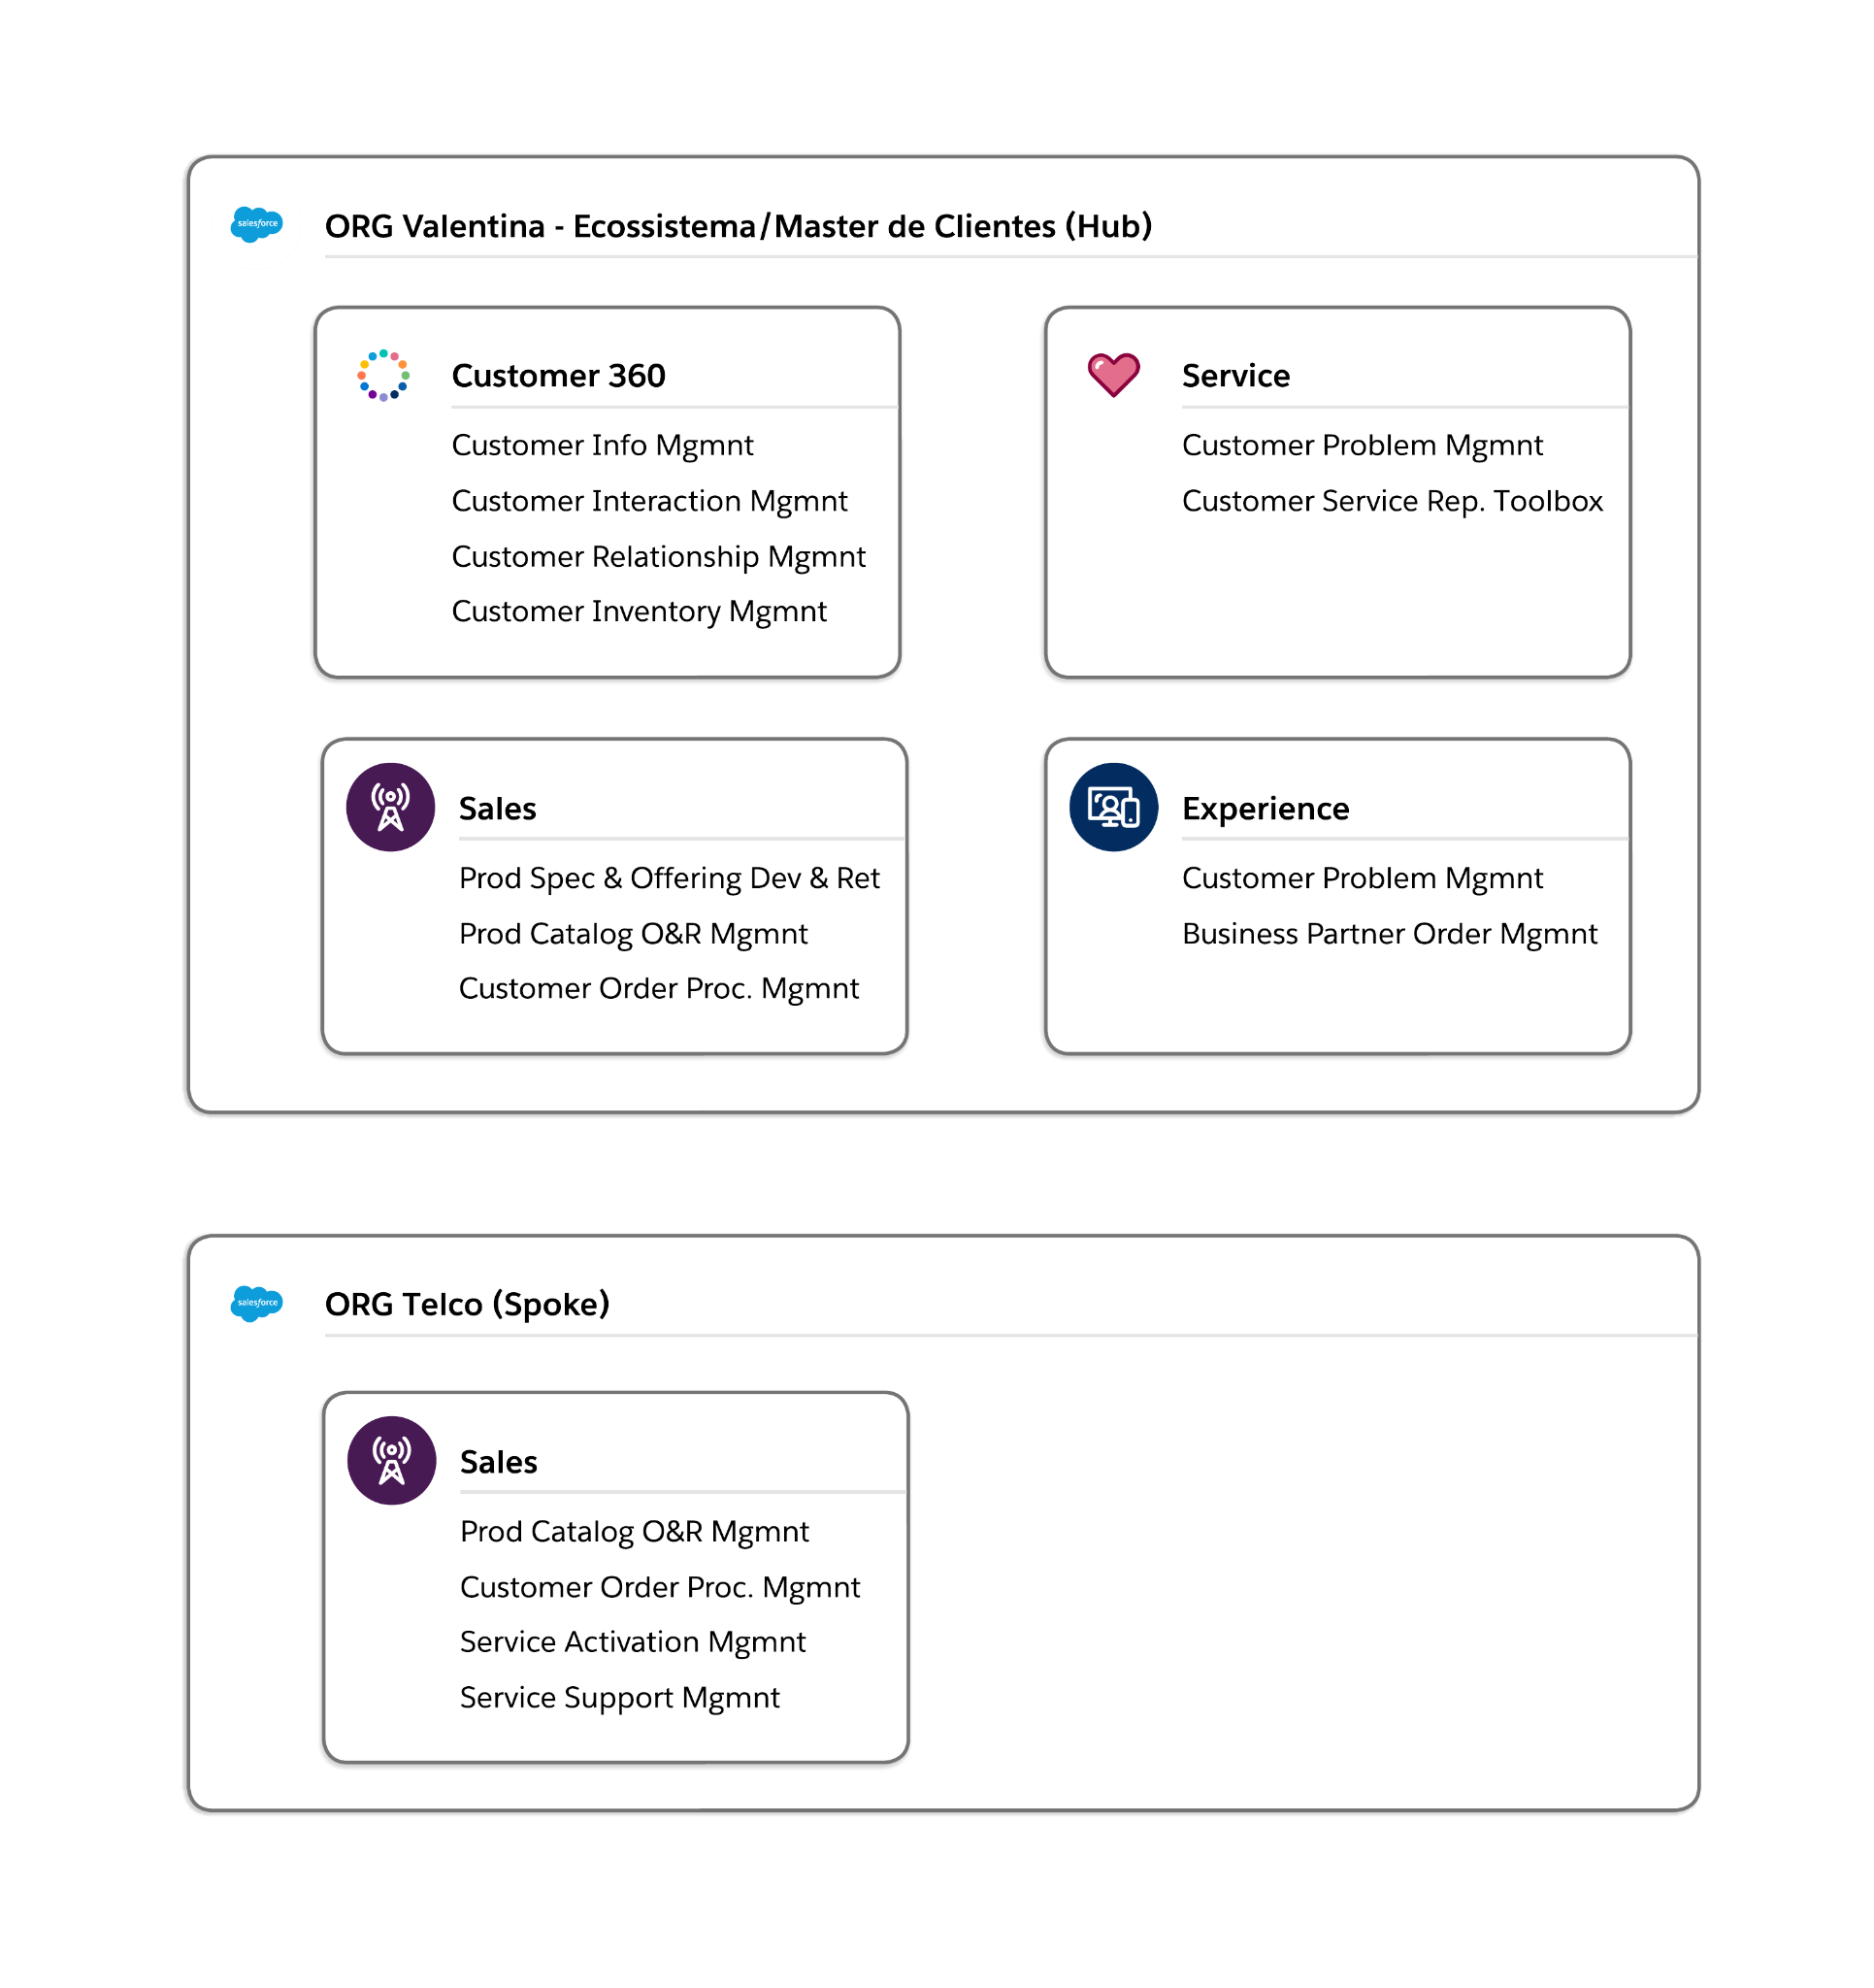 salesforce
ORG Valentina - Ecossistema/Master de Clientes (Hub)
Customer 360
Customer Info Mgmnt
Customer Interaction Mgmnt
Customer Relationship Mgmnt
Customer Inventory Mgmnt
Service
Customer Problem Mgmnt
Customer Service Rep. Toolbox
Sales
Prod Spec & Offering Dev & Ret
Prod Catalog O&R Mgmnt
Customer Order Proc. Mgmnt
Experience
Customer Problem Mgmnt
Business Partner Order Mgmnt
salesforce
ORG Telco (Spoke)
Sales
Prod Catalog O&R Mgmnt
Customer Order Proc. Mgmnt
Service Activation Mgmnt
Service Support Mgmnt